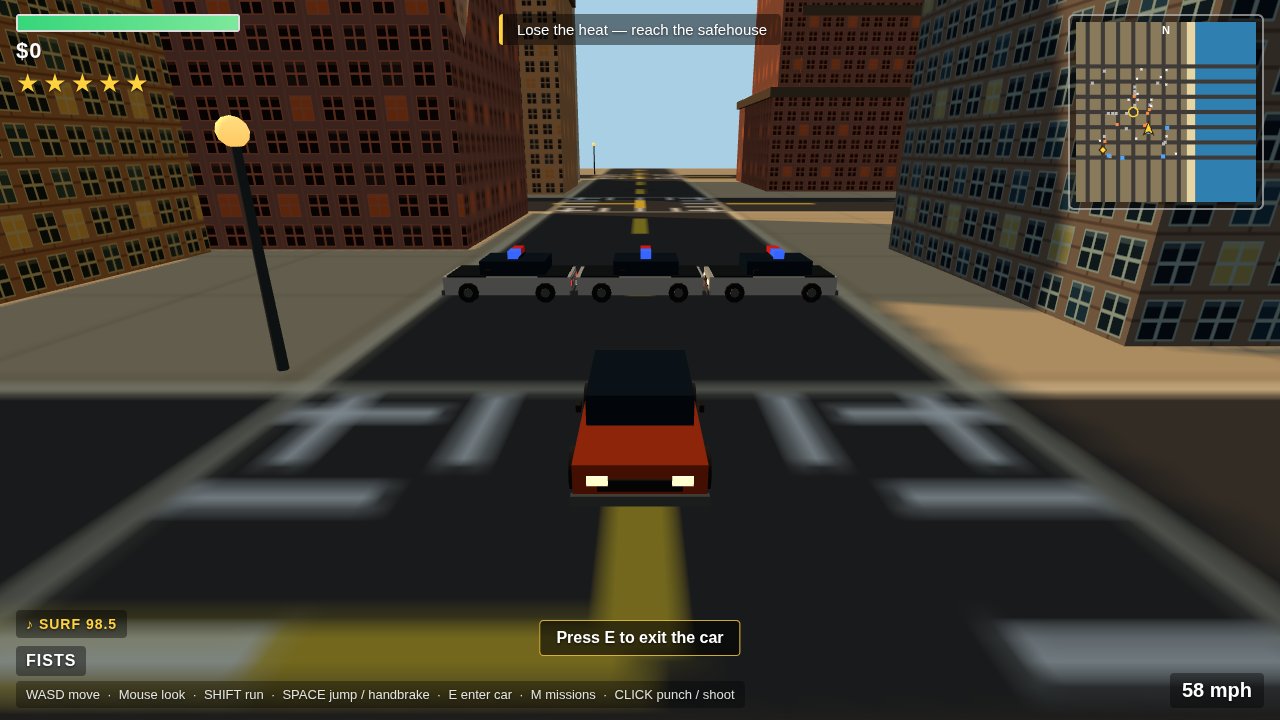 Lose the heat — reach the safehouse
N
$0
★★★★★
Press E to exit the car
♪ SURF 98.5
FISTS
WASD move · Mouse look · SHIFT run · SPACE jump / handbrake · E enter car · M missions · CLICK punch / shoot
58 mph